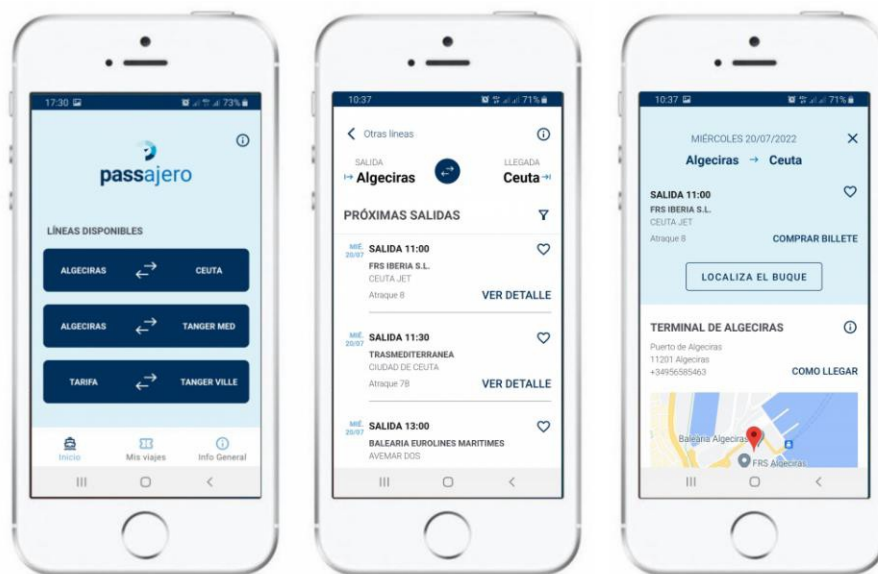 17:30
73%
passajero
LÍNEAS DISPONIBLES
ALGECIRAS CEUTA
ALGECIRAS TANGER MED
TARIFA TANGER VILLE
Inicio Mis viajes Info General
10:37
71%
Otras líneas
SALIDA LLEGADA
Algeciras Ceuta
PRÓXIMAS SALIDAS
MIÉ. SALIDA 11:00
20/07
FRS IBERIA S.L.
CEUTA JET
Atraque 8 VER DETALLE
MIÉ. SALIDA 11:30
20/07
TRASMEDITERRANEA
CIUDAD DE CEUTA
Atraque 7B VER DETALLE
MIÉ. SALIDA 13:00
20/07
BALEARIA EUROLINES MARITIMES
AVEMAR DOS
10:37
71%
MIÉRCOLES 20/07/2022
Algeciras → Ceuta
SALIDA 11:00
FRS IBERIA S.L.
CEUTA JET
Atraque 8 COMPRAR BILLETE
LOCALIZA EL BUQUE
TERMINAL DE ALGECIRAS
Puerto de Algeciras
11201 Algeciras
+34956585463 COMO LLEGAR
Balearia Algeciras
FRS Algeciras